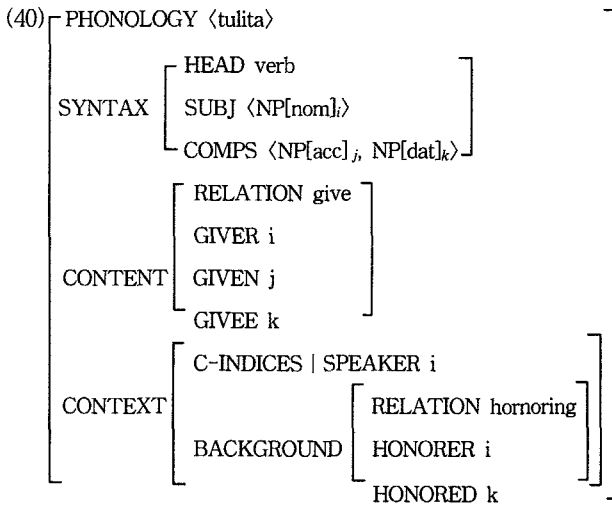 (40) PHONOLOGY 〈tulita〉
HEAD verb
SYNTAX SUBJ 〈NP[nom]i〉
COMPS 〈NP[acc]j, NP[dat]k〉
RELATION give
GIVER i
CONTENT GIVEN j
GIVEE k
C-INDICES | SPEAKER i
CONTEXT RELATION hornoring
BACKGROUND HONORER i
HONORED k